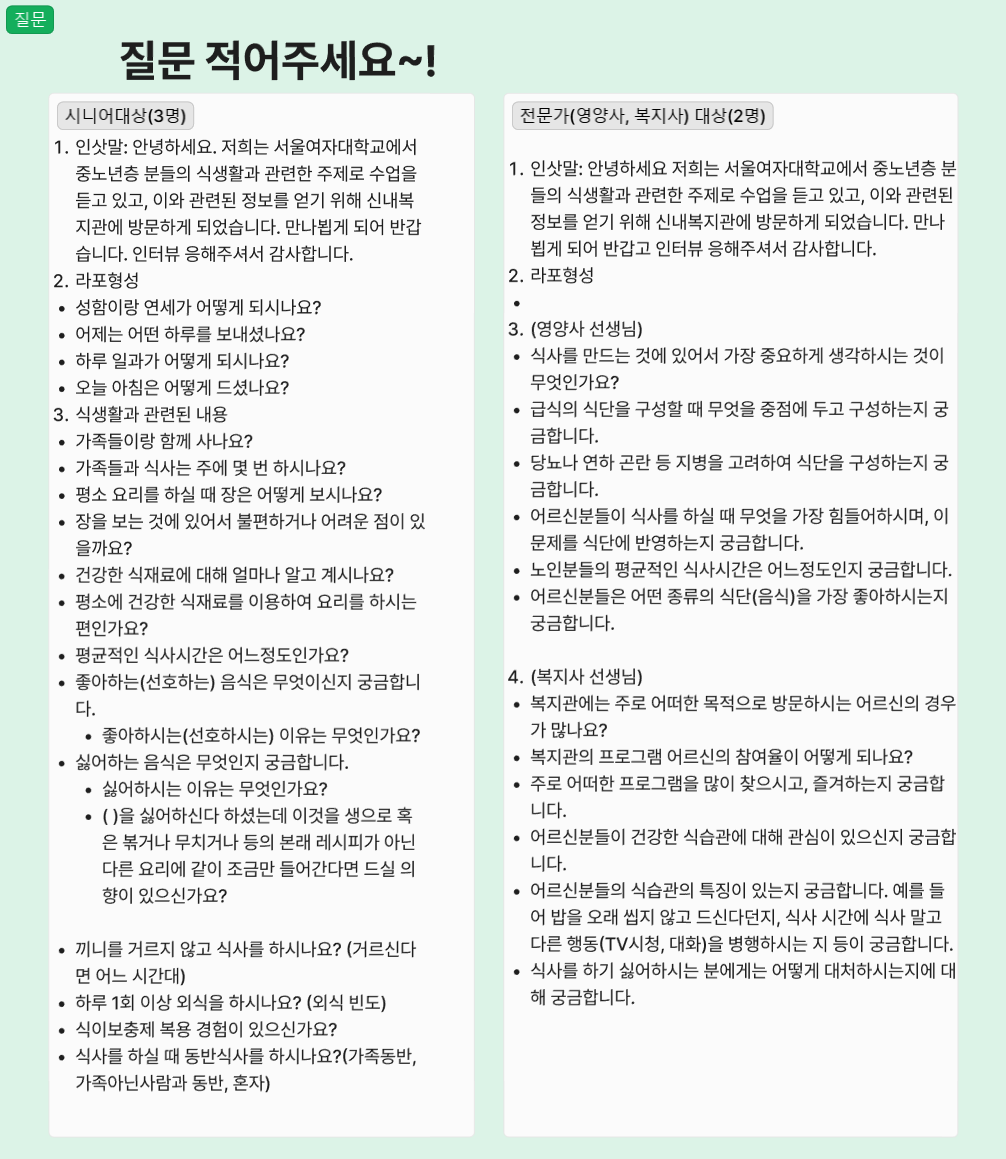 질문
질문 적어주세요~!
시니어대상(3명)
1. 인삿말: 안녕하세요. 저희는 서울여자대학교에서
중노년층 분들의 식생활과 관련한 주제로 수업을
듣고 있고, 이와 관련된 정보를 얻기 위해 신내복
지관에 방문하게 되었습니다. 만나뵙게 되어 반갑
습니다. 인터뷰 응해주셔서 감사합니다.
2. 라포형성
• 성함이랑 연세가 어떻게 되시나요?
• 어제는 어떤 하루를 보내셨나요?
• 하루 일과가 어떻게 되시나요?
• 오늘 아침은 어떻게 드셨나요?
3. 식생활과 관련된 내용
• 가족들이랑 함께 사나요?
• 가족들과 식사는 주에 몇 번 하시나요?
• 평소 요리를 하실 때 장은 어떻게 보시나요?
• 장을 보는 것에 있어서 불편하거나 어려운 점이 있
을까요?
• 건강한 식재료에 대해 얼마나 알고 계시나요?
• 평소에 건강한 식재료를 이용하여 요리를 하시는
편인가요?
• 평균적인 식사시간은 어느정도인가요?
• 좋아하는(선호하는) 음식은 무엇이신지 궁금합니
다.
• 좋아하시는(선호하시는) 이유는 무엇인가요?
• 싫어하는 음식은 무엇인지 궁금합니다.
• 싫어하시는 이유는 무엇인가요?
• ( )을 싫어하신다 하셨는데 이것을 생으로 혹
은 볶거나 무치거나 등의 본래 레시피가 아닌
다른 요리에 같이 조금만 들어간다면 드실 의
향이 있으신가요?
• 끼니를 거르지 않고 식사를 하시나요? (거르신다
면 어느 시간대)
• 하루 1회 이상 외식을 하시나요? (외식 빈도)
• 식이보충제 복용 경험이 있으신가요?
• 식사를 하실 때 동반식사를 하시나요?(가족동반,
가족아닌사람과 동반, 혼자)
전문가(영양사, 복지사) 대상(2명)
1. 인삿말: 안녕하세요 저희는 서울여자대학교에서 중노년층 분
들의 식생활과 관련한 주제로 수업을 듣고 있고, 이와 관련된
정보를 얻기 위해 신내복지관에 방문하게 되었습니다. 만나
뵙게 되어 반갑고 인터뷰 응해주셔서 감사합니다.
2. 라포형성
•
3. (영양사 선생님)
• 식사를 만드는 것에 있어서 가장 중요하게 생각하시는 것이
무엇인가요?
• 급식의 식단을 구성할 때 무엇을 중점에 두고 구성하는지 궁
금합니다.
• 당뇨나 연하 곤란 등 지병을 고려하여 식단을 구성하는지 궁
금합니다.
• 어르신분들이 식사를 하실 때 무엇을 가장 힘들어하시며, 이
문제를 식단에 반영하는지 궁금합니다.
• 노인분들의 평균적인 식사시간은 어느정도인지 궁금합니다.
• 어르신분들은 어떤 종류의 식단(음식)을 가장 좋아하시는지
궁금합니다.
4. (복지사 선생님)
• 복지관에는 주로 어떠한 목적으로 방문하시는 어르신의 경우
가 많나요?
• 복지관의 프로그램 어르신의 참여율이 어떻게 되나요?
• 주로 어떠한 프로그램을 많이 찾으시고, 즐겨하는지 궁금합
니다.
• 어르신분들이 건강한 식습관에 대해 관심이 있으신지 궁금합
니다.
• 어르신분들의 식습관의 특징이 있는지 궁금합니다. 예를 들
어 밥을 오래 씹지 않고 드신다던지, 식사 시간에 식사 말고
다른 행동(TV시청, 대화)을 병행하시는 지 등이 궁금합니다.
• 식사를 하기 싫어하시는 분에게는 어떻게 대처하시는지에 대
해 궁금합니다.